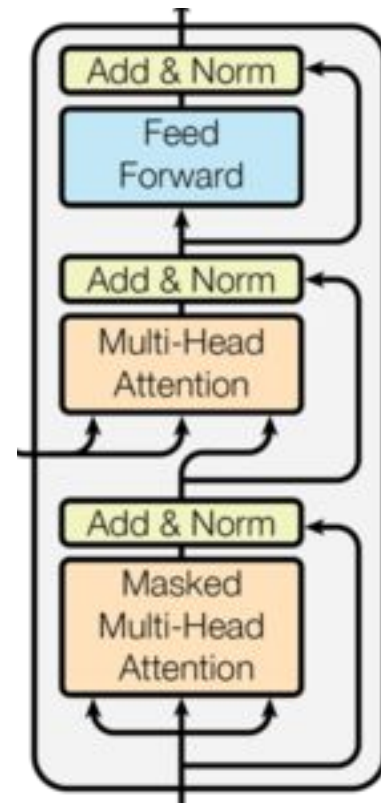 Add & Norm
Feed
Forward
Add & Norm
Multi-Head
Attention
Add & Norm
Masked
Multi-Head
Attention